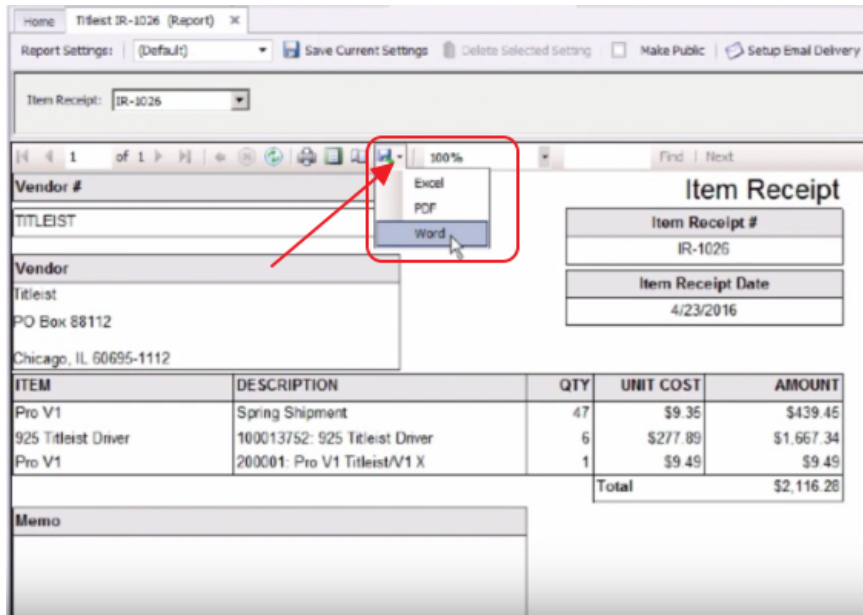 Home Titleist IR-1026 (Report) ×
Report Settings: (Default) Save Current Settings Delete Selected Setting Make Public Setup Email Delivery
Item Receipt: IR-1026
1 of 1 100% Find | Next
Excel
PDF
Word
Vendor #
TITLEIST
Item Receipt
Item Receipt #
IR-1026
Item Receipt Date
4/23/2016
Vendor
Titleist
PO Box 88112
Chicago, IL 60695-1112
ITEM DESCRIPTION QTY UNIT COST AMOUNT
Pro V1 Spring Shipment 47 $9.35 $439.45
925 Titleist Driver 100013752: 925 Titleist Driver 6 $277.89 $1,667.34
Pro V1 200001: Pro V1 Titleist/V1 X 1 $9.49 $9.49
Total $2,116.28
Memo